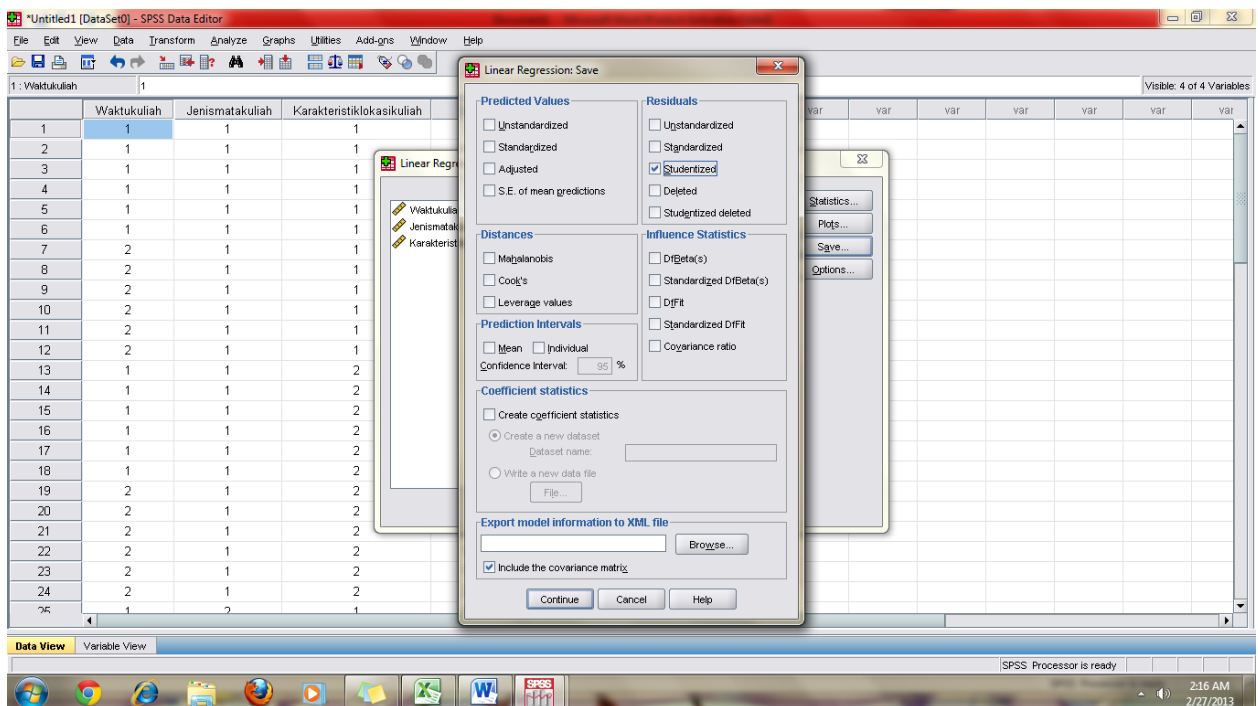 *Untitled1 [DataSet0] - SPSS Data Editor
File Edit View Data Transform Analyze Graphs Utilities Add-ons Window Help
1 : Waktukuliah 1 Visible: 4 of 4 Variables
Waktukuliah Jenismatakuliah Karakteristiklokasikuliah var var var var var var var
1 1 1 1
2 1 1 1
3 1 1 1
4 1 1 1
5 1 1 1
6 1 1 1
7 2 1 1
8 2 1 1
9 2 1 1
10 2 1 1
11 2 1 1
12 2 1 1
13 1 1 2
14 1 1 2
15 1 1 2
16 1 1 2
17 1 1 2
18 1 1 2
19 2 1 2
20 2 1 2
21 2 1 2
22 2 1 2
23 2 1 2
24 2 1 2
25 1 2 1
Linear Regre
Waktukulia
Jenismatak
Karakterist
Statistics...
Plots...
Save...
Options...
Linear Regression: Save
Predicted Values
Unstandardized
Standardized
Adjusted
S.E. of mean predictions
Residuals
Unstandardized
Standardized
Studentized
Deleted
Studentized deleted
Distances
Mahalanobis
Cook's
Leverage values
Influence Statistics
DfBeta(s)
Standardized DfBeta(s)
DfFit
Standardized DfFit
Covariance ratio
Prediction Intervals
Mean Individual
Confidence Interval: 95 %
Coefficient statistics
Create coefficient statistics
Create a new dataset
Dataset name:
Write a new data file
File...
Export model information to XML file
Browse...
Include the covariance matrix
Continue Cancel Help
Data View Variable View
SPSS Processor is ready
SPSS
2:16 AM
2/27/2013